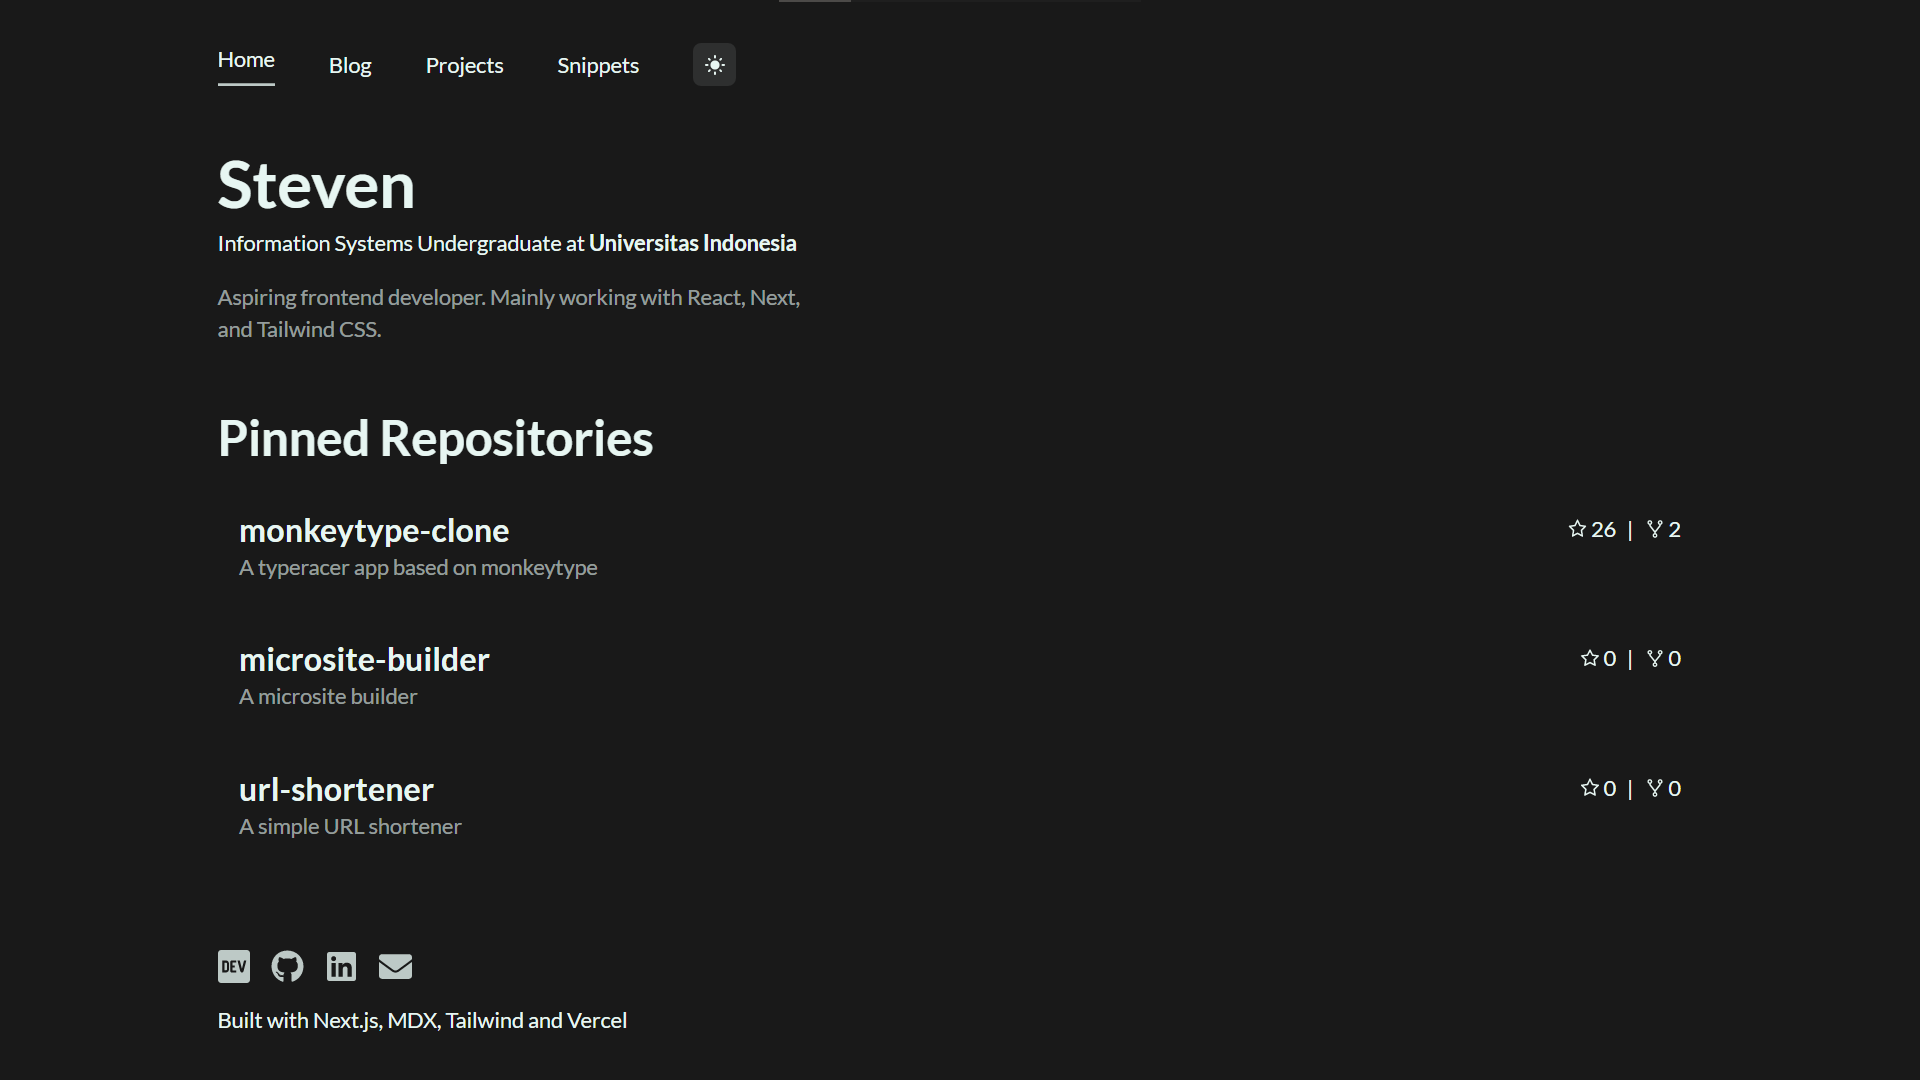 Home Blog Projects Snippets
Steven
Information Systems Undergraduate at Universitas Indonesia
Aspiring frontend developer. Mainly working with React, Next,
and Tailwind CSS.
Pinned Repositories
monkeytype-clone 26 | 2
A typeracer app based on monkeytype
microsite-builder 0 | 0
A microsite builder
url-shortener 0 | 0
A simple URL shortener
DEV in
Built with Next.js, MDX, Tailwind and Vercel